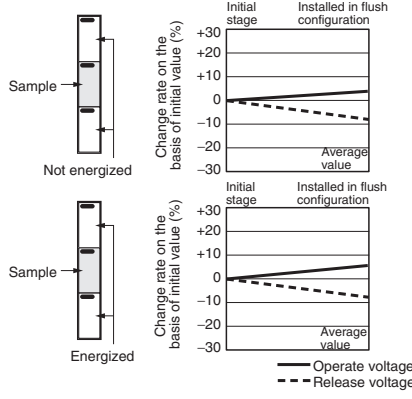 Sample
Not energized
Change rate on the
basis of initial value (%)
Initial
stage
Installed in flush
configuration
+30
+20
+10
0
−10
−20
−30
Average
value
Sample
Energized
Change rate on the
basis of initial value (%)
Initial
stage
Installed in flush
configuration
+30
+20
+10
0
−10
−20
−30
Average
value
Operate voltage
Release voltage